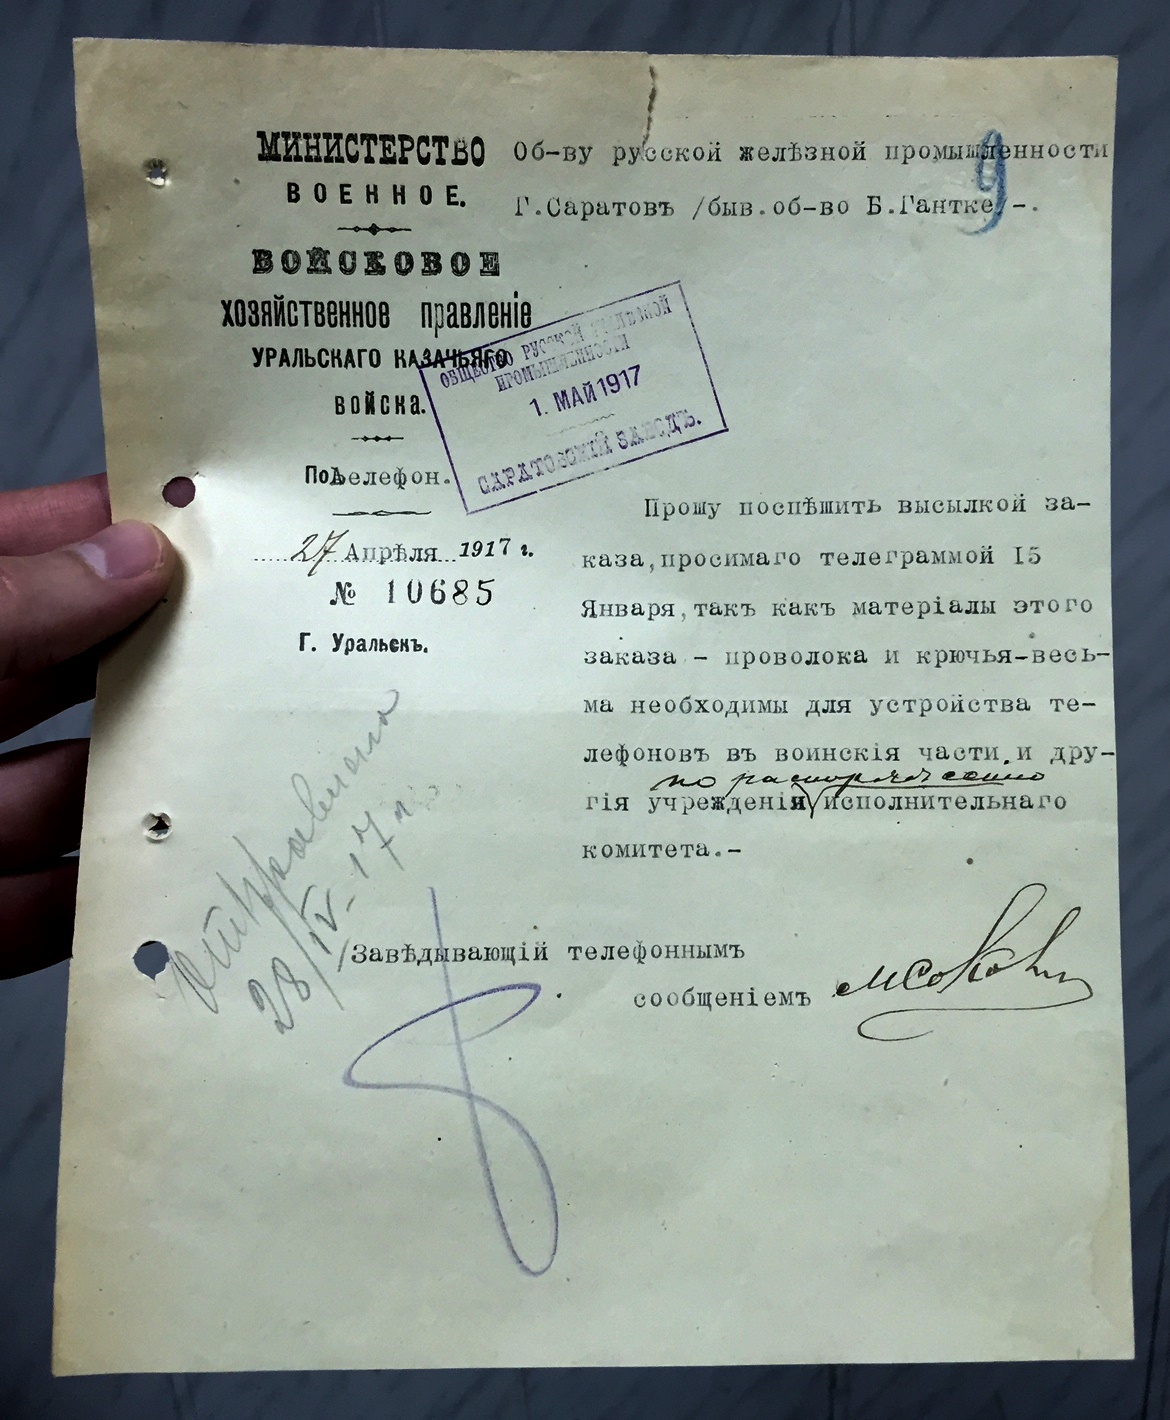 МИНИСТЕРСТВО
ВОЕННОЕ.
ВОЙСКОВОЕ
хозяйственное правленіе
УРАЛЬСКАГО КАЗАЧЬЯГО
ВОЙСКА.
По телефон.
27 Апрѣля 1917 г.
№ 10685
Г. Уральскъ.
Об-ву русской желѣзной промышленности
Г.Саратовъ /быв.об-во Б.Гантке/-.
9
ОБЩЕСТВО РУССКОЙ
ПРОМЫШЛЕННОСТИ
1. МАЙ 1917
САРАТОВСКІЙ ЗАВОДЪ.
Прошу поспѣшить высылкой за-
каза,просимаго телеграммой I5
Января,такъ какъ матеріалы этого
заказа - проволока и крючья-весь-
ма необходимы для устройства те-
лефоновъ въ воинскія части и дру-
по распоряженію
гія учрежденія исполнительнаго
комитета.-
28/IV-17
/Завѣдывающій телефоннымъ
сообщеніемъ